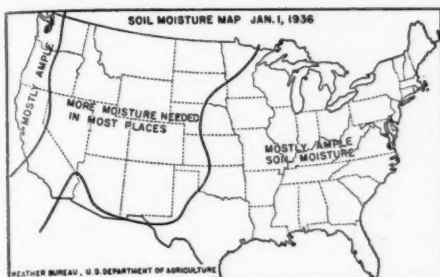 SOIL MOISTURE MAP JAN. 1, 1936
MOSTLY AMPLE
MORE MOISTURE NEEDED
IN MOST PLACES
MOSTLY AMPLE
SOIL MOISTURE
WEATHER BUREAU, U.S. DEPARTMENT OF AGRICULTURE